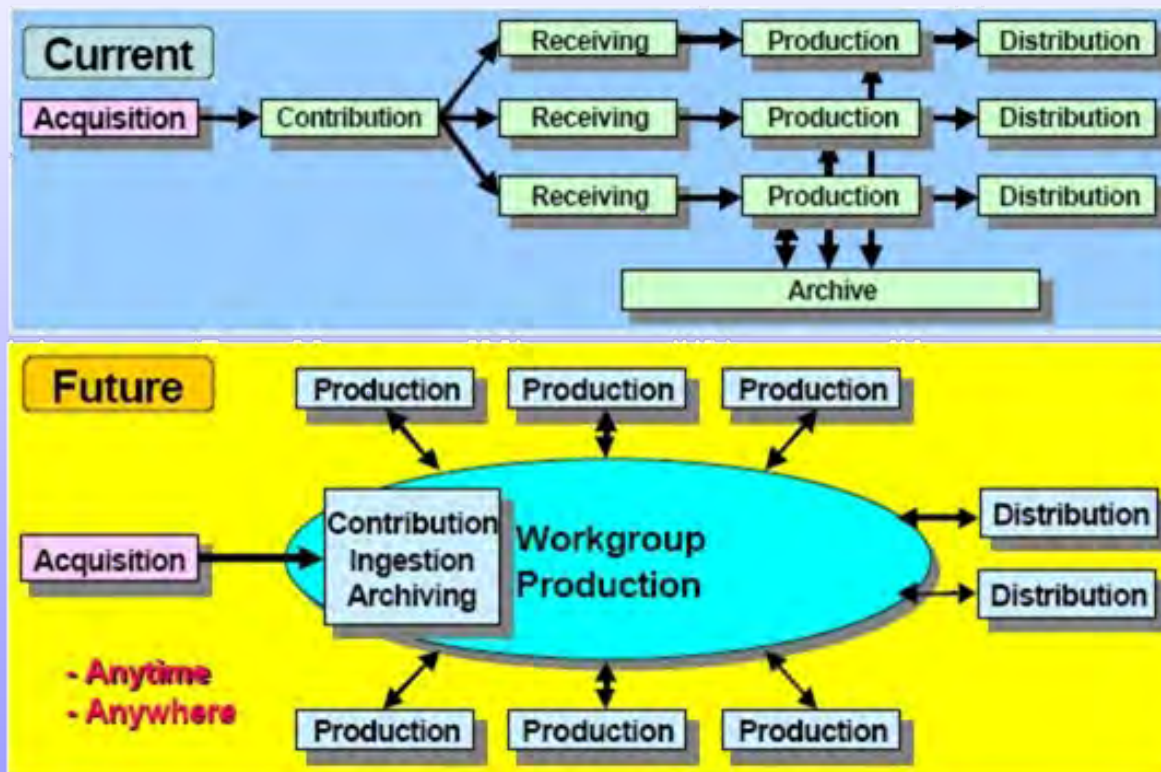 Current
Receiving
Production
Distribution
Acquisition
Contribution
Receiving
Production
Distribution
Receiving
Production
Distribution
Archive
Future
Production
Production
Production
Acquisition
Contribution
Ingestion
Archiving
Workgroup
Production
Distribution
Distribution
- Anytime
- Anywhere
Production
Production
Production